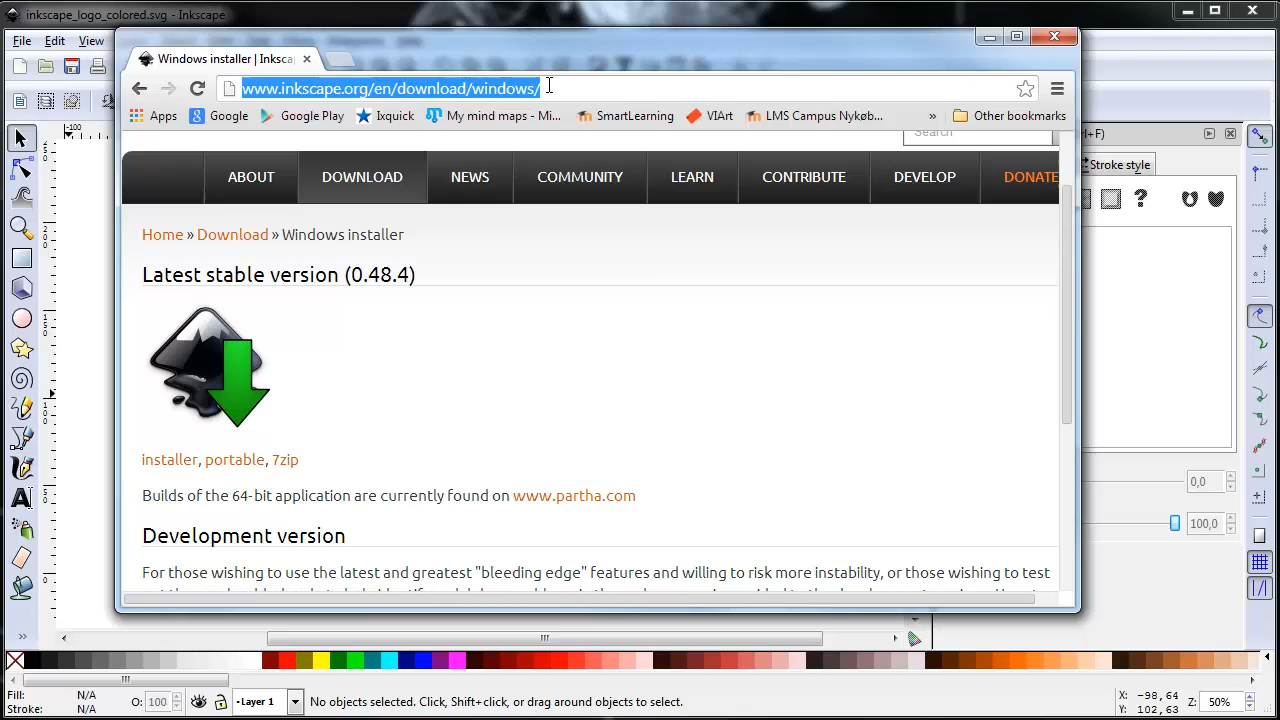 inkscape_logo_colored.svg - Inkscape
File Edit View
Windows installer | Inksca
www.inkscape.org/en/download/windows/
Apps Google Google Play Ixquick My mind maps - Mi... SmartLearning VIArt LMS Campus Nykøb... » Other bookmarks
Search
ABOUT DOWNLOAD NEWS COMMUNITY LEARN CONTRIBUTE DEVELOP DONATE
Home » Download » Windows installer
Latest stable version (0.48.4)
installer, portable, 7zip
Builds of the 64-bit application are currently found on www.partha.com
Development version
For those wishing to use the latest and greatest "bleeding edge" features and willing to risk more instability, or those wishing to test
-100
l+F)
Stroke style
0,0
100,0
Fill: N/A
Stroke: N/A
O: 100
Layer 1
No objects selected. Click, Shift+click, or drag around objects to select.
X: -98,64
Y: 102,63
Z: 50%